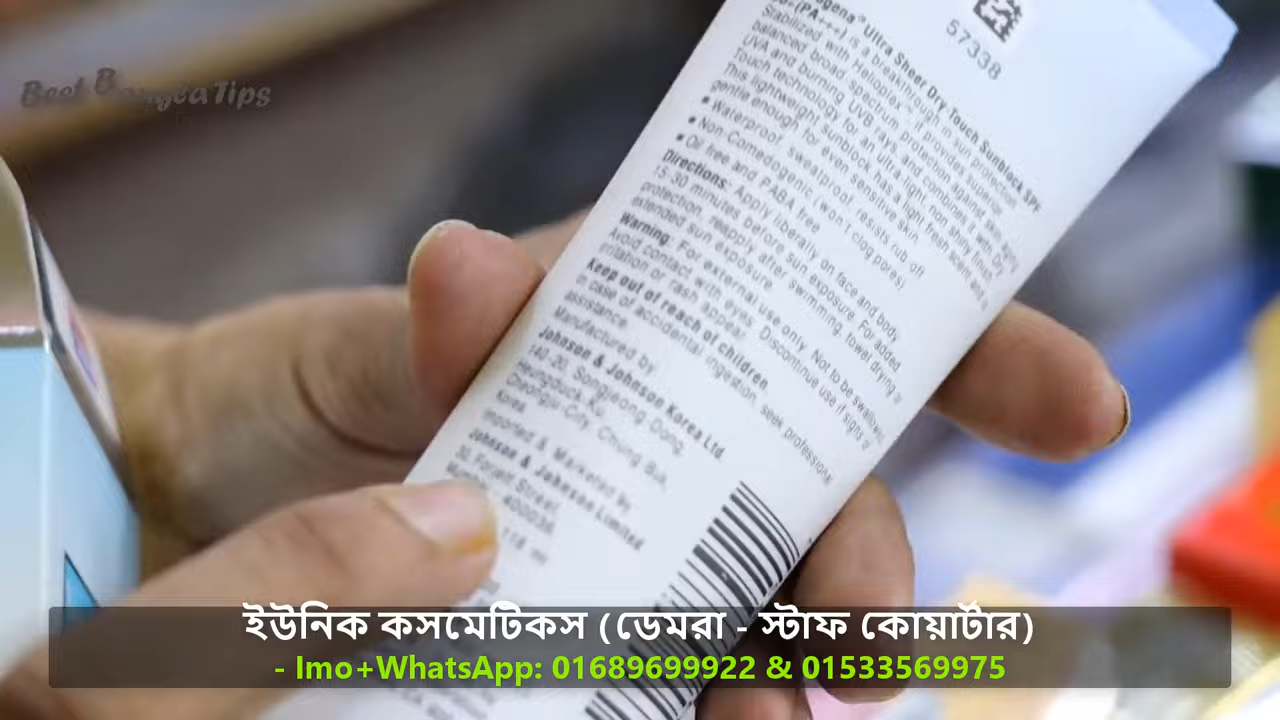 Best Bangla Tips
57338
Ultra Sheer Dry Touch Sunblock SPF
(PA+++) is a breakthrough in sun protection.
Stabilized with Helioplex, it provides superior
balanced broad spectrum protection against
UVA and burning UVB rays, and combines it with Dry
Touch technology for an ultra light, non shiny finish.
This lightweight sunblock has a light fresh scent and is
gentle enough for even sensitive skin.
• Waterproof, sweatproof, resists rub off
• Non-Comedogenic (won't clog pores)
• Oil free and PABA free
Directions: Apply liberally on face and body
15-30 minutes before sun exposure. For added
protection, reapply after swimming, towel drying or
extended sun exposure.
Warning: For external use only. Not to be swallowed.
Avoid contact with eyes. Discontinue use if signs of
irritation or rash appear.
Keep out of reach of children.
In case of accidental ingestion, seek professional
assistance.
Manufactured by
Johnson & Johnson Korea Ltd.
140-20, Songjeong Dong,
Hungduck Ku,
Cheongju-City, Chung Buk,
Korea.
Imported & Marketed by
Johnson & Johnson Limited
Street,
ml
ইউনিক কসমেটিকস (ডেমরা - স্টাফ কোয়ার্টার)
- Imo+WhatsApp: 01689699922 & 01533569975